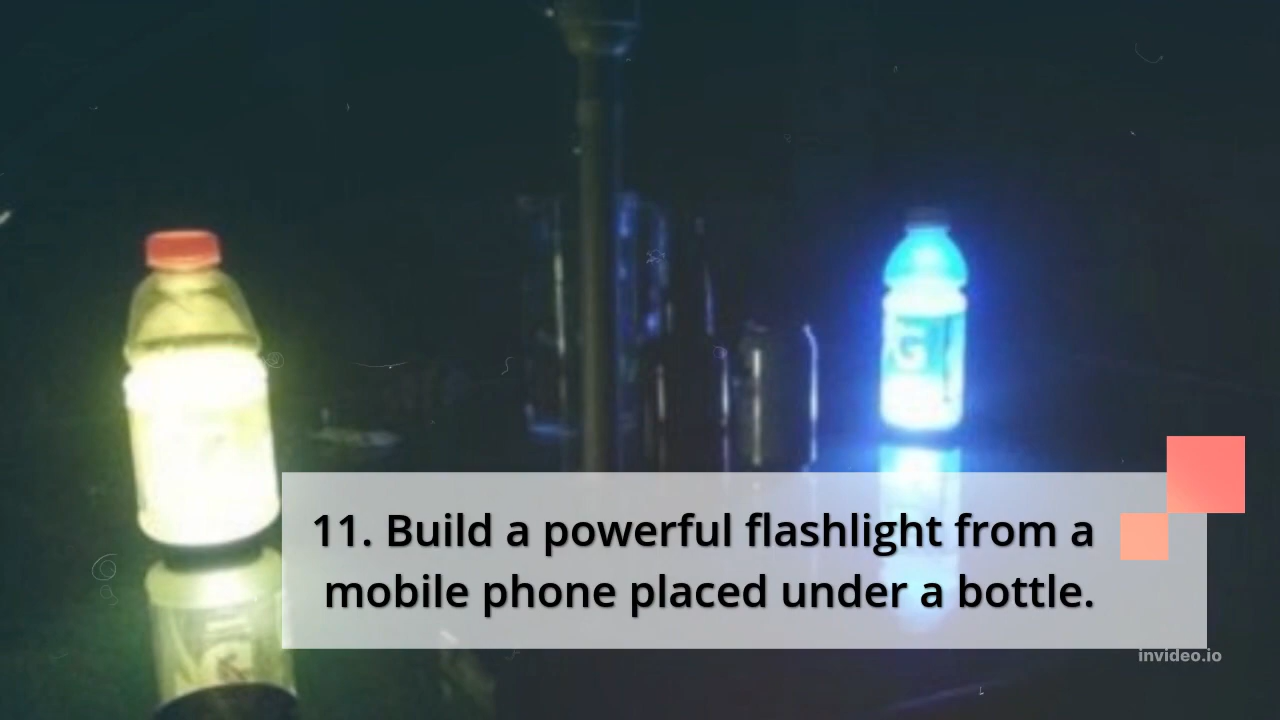 G
11. Build a powerful flashlight from a
mobile phone placed under a bottle.
invideo.io